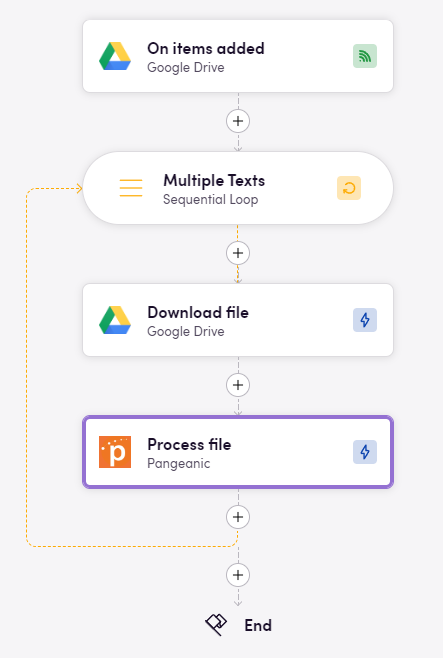 On items added
Google Drive
Multiple Texts
Sequential Loop
Download file
Google Drive
p
Process file
Pangeanic
End